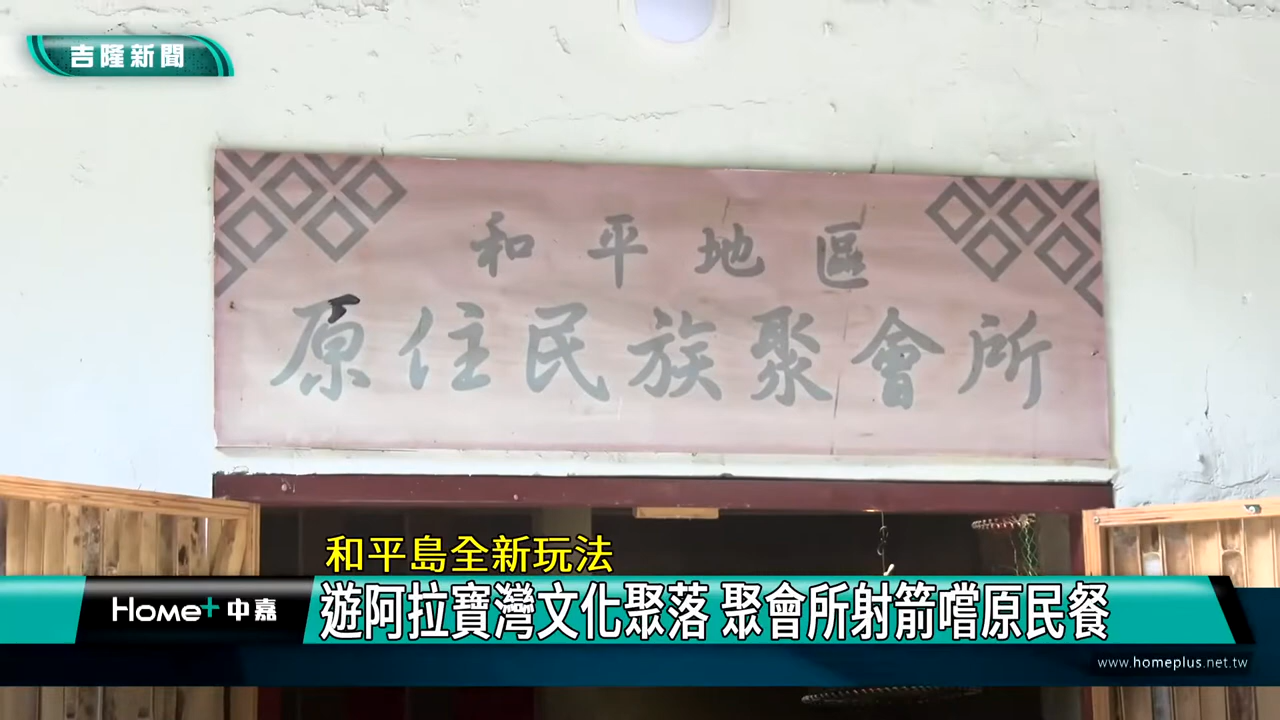 吉隆新聞
和平地區
原住民族聚會所
和平島全新玩法
Home+中嘉
遊阿拉寶灣文化聚落 聚會所射箭嚐原民餐
www.homeplus.net.tw